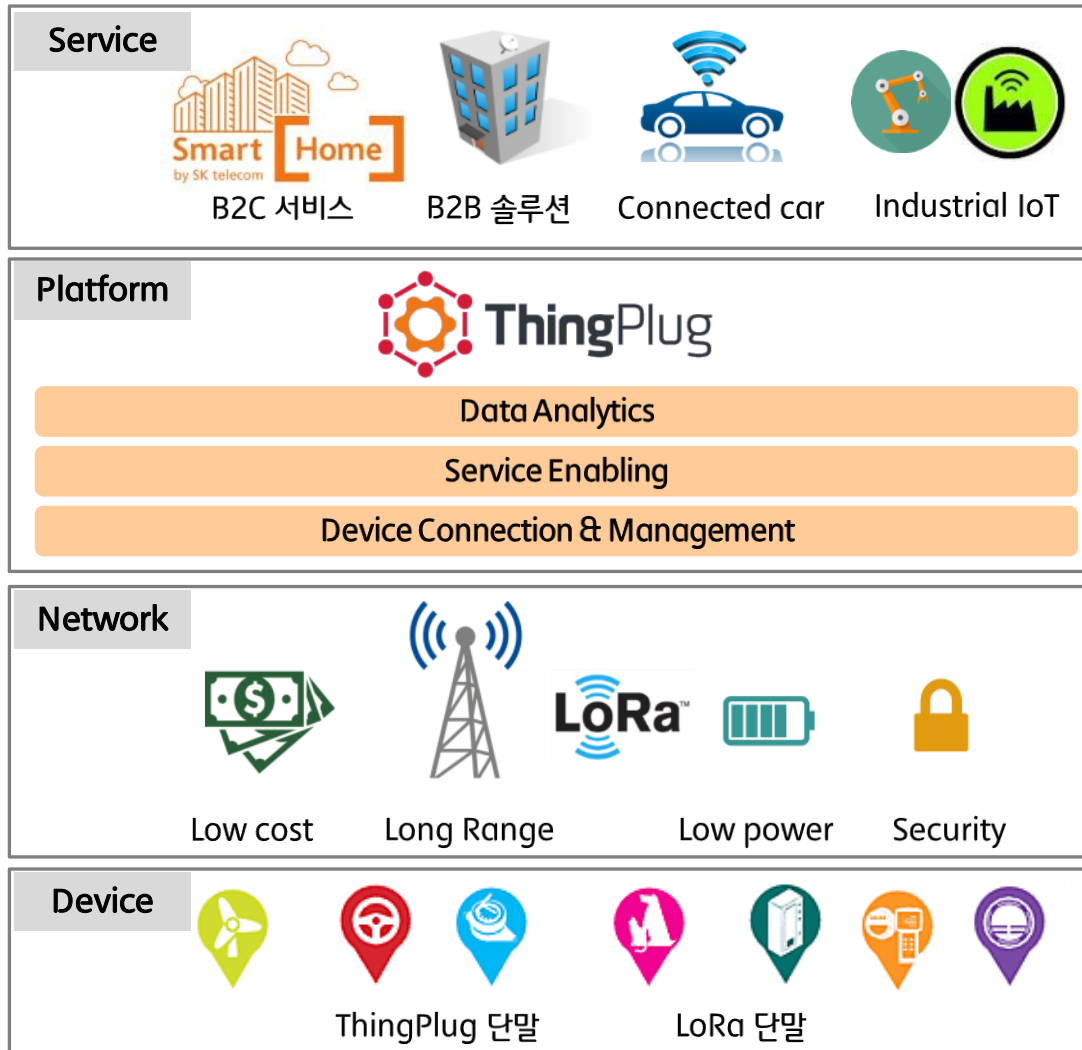 Service
Smart [Home]
by SK telecom
B2C 서비스
B2B 솔루션
Connected car
Industrial IoT
Platform
ThingPlug
Data Analytics
Service Enabling
Device Connection & Management
Network
LoRa™
Low cost
Long Range
Low power
Security
Device
ThingPlug 단말
LoRa 단말